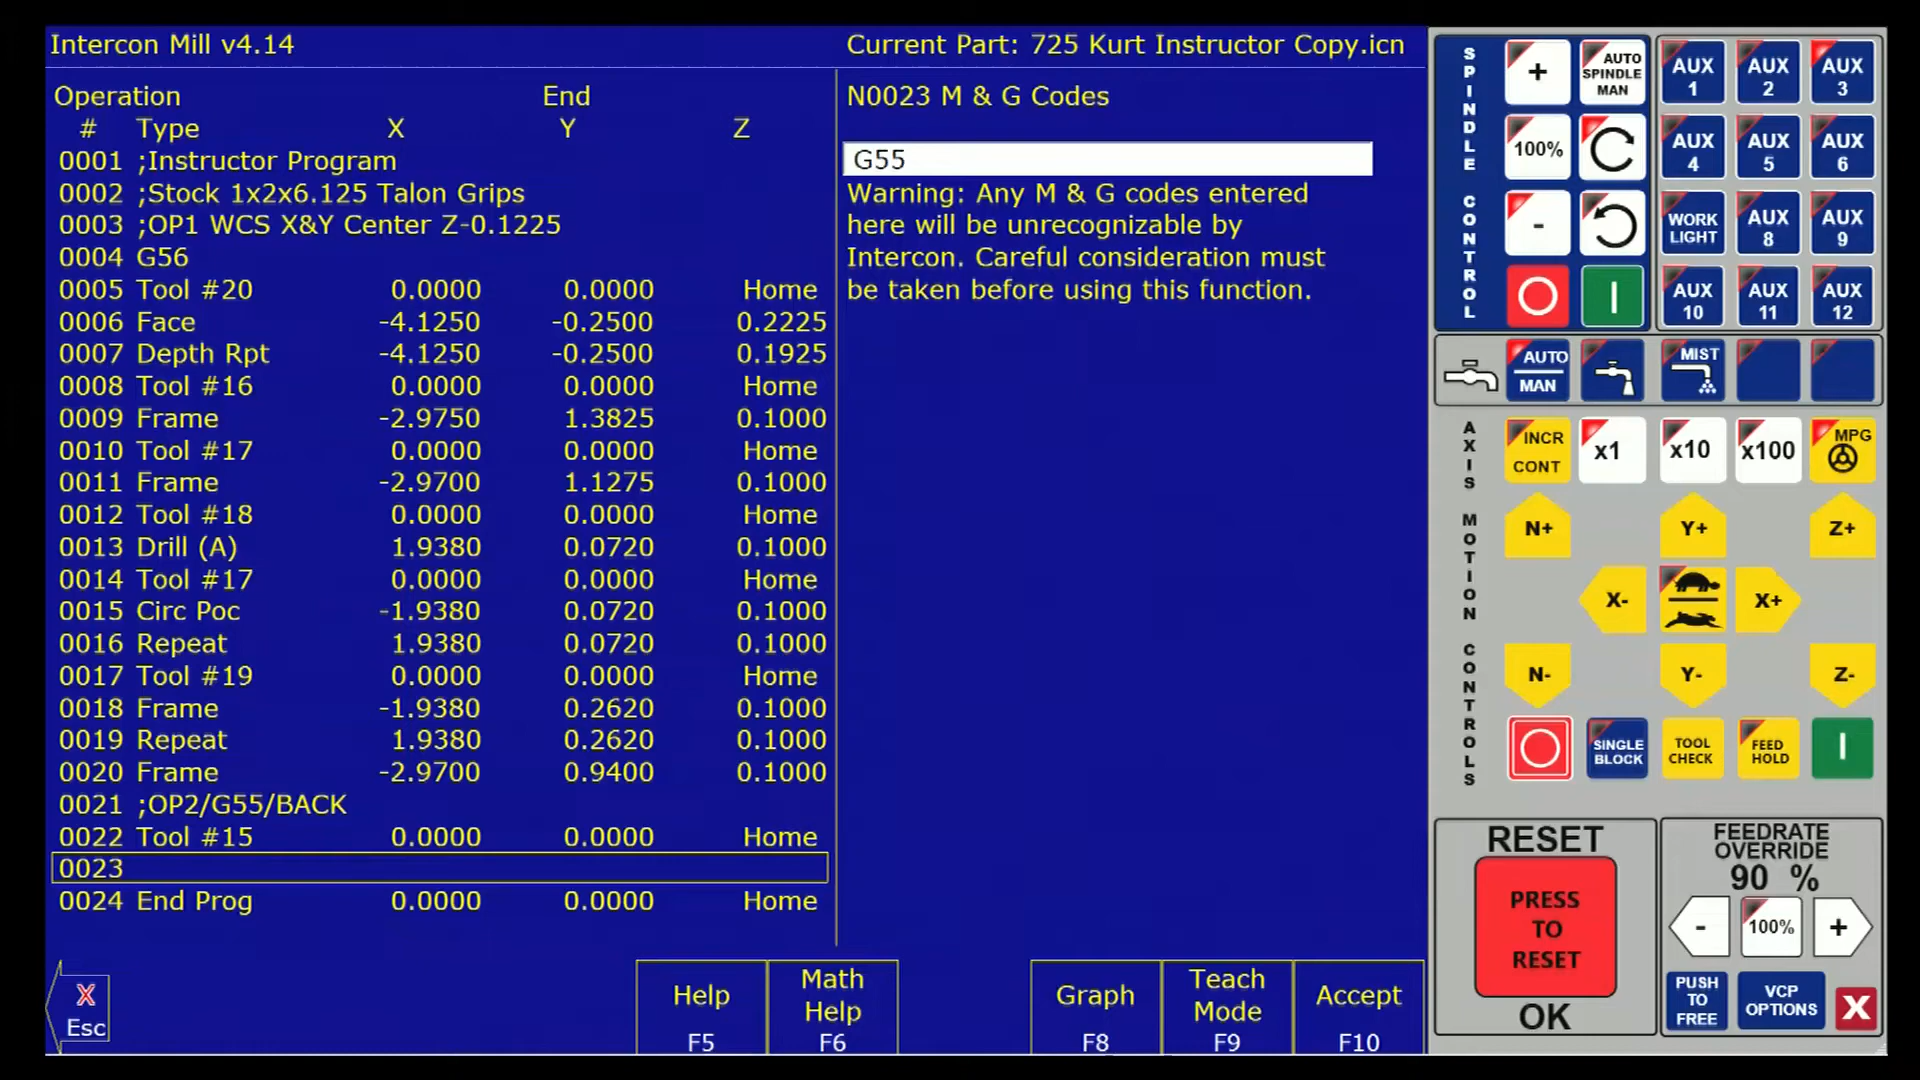 Intercon Mill v4.14
Current Part: 725 Kurt Instructor Copy.icn
Operation End
# Type X Y Z
0001 ;Instructor Program
0002 ;Stock 1x2x6.125 Talon Grips
0003 ;OP1 WCS X&Y Center Z-0.1225
0004 G56
0005 Tool #20 0.0000 0.0000 Home
0006 Face -4.1250 -0.2500 0.2225
0007 Depth Rpt -4.1250 -0.2500 0.1925
0008 Tool #16 0.0000 0.0000 Home
0009 Frame -2.9750 1.3825 0.1000
0010 Tool #17 0.0000 0.0000 Home
0011 Frame -2.9700 1.1275 0.1000
0012 Tool #18 0.0000 0.0000 Home
0013 Drill (A) 1.9380 0.0720 0.1000
0014 Tool #17 0.0000 0.0000 Home
0015 Circ Poc -1.9380 0.0720 0.1000
0016 Repeat 1.9380 0.0720 0.1000
0017 Tool #19 0.0000 0.0000 Home
0018 Frame -1.9380 0.2620 0.1000
0019 Repeat 1.9380 0.2620 0.1000
0020 Frame -2.9700 0.9400 0.1000
0021 ;OP2/G55/BACK
0022 Tool #15 0.0000 0.0000 Home
0023
0024 End Prog 0.0000 0.0000 Home
N0023 M & G Codes
G55
Warning: Any M & G codes entered
here will be unrecognizable by
Intercon. Careful consideration must
be taken before using this function.
X
Esc
Help
F5
Math
Help
F6
Graph
F8
Teach
Mode
F9
Accept
F10
SPINDLE CONTROL
+
AUTO
SPINDLE
MAN
100%
-
AUX
1
AUX
2
AUX
3
AUX
4
AUX
5
AUX
6
WORK
LIGHT
AUX
8
AUX
9
AUX
10
AUX
11
AUX
12
AUTO
MAN
MIST
AXIS MOTION CONTROLS
INCR
CONT
x1
x10
x100
MPG
N+
Y+
Z+
X-
X+
N-
Y-
Z-
SINGLE
BLOCK
TOOL
CHECK
FEED
HOLD
RESET
PRESS
TO
RESET
OK
FEEDRATE
OVERRIDE
90 %
-
100%
+
PUSH
TO
FREE
VCP
OPTIONS
X